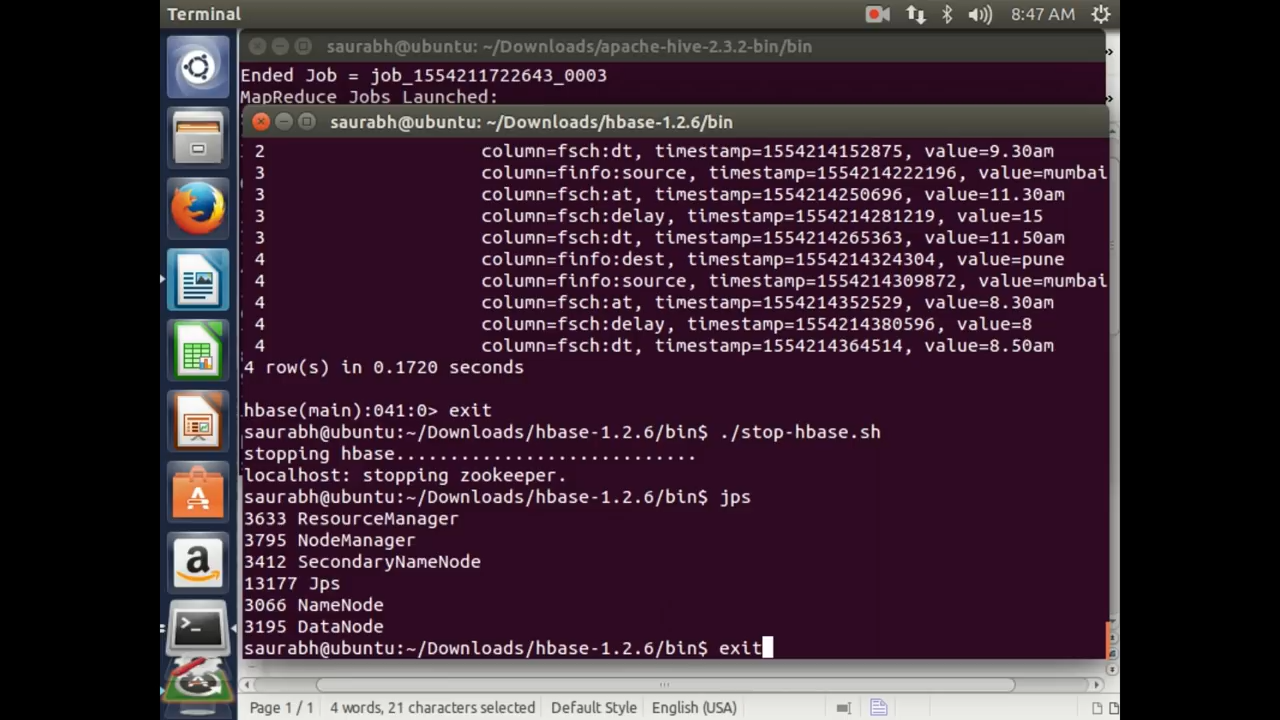 Terminal
8:47 AM
saurabh@ubuntu: ~/Downloads/apache-hive-2.3.2-bin/bin
Ended Job = job_1554211722643_0003
MapReduce Jobs Launched:
saurabh@ubuntu: ~/Downloads/hbase-1.2.6/bin
2 column=fsch:dt, timestamp=1554214152875, value=9.30am
3 column=finfo:source, timestamp=1554214222196, value=mumbai
3 column=fsch:at, timestamp=1554214250696, value=11.30am
3 column=fsch:delay, timestamp=1554214281219, value=15
3 column=fsch:dt, timestamp=1554214265363, value=11.50am
4 column=finfo:dest, timestamp=1554214324304, value=pune
4 column=finfo:source, timestamp=1554214309872, value=mumbai
4 column=fsch:at, timestamp=1554214352529, value=8.30am
4 column=fsch:delay, timestamp=1554214380596, value=8
4 column=fsch:dt, timestamp=1554214364514, value=8.50am
4 row(s) in 0.1720 seconds
hbase(main):041:0> exit
saurabh@ubuntu:~/Downloads/hbase-1.2.6/bin$ ./stop-hbase.sh
stopping hbase............................
localhost: stopping zookeeper.
saurabh@ubuntu:~/Downloads/hbase-1.2.6/bin$ jps
3633 ResourceManager
3795 NodeManager
3412 SecondaryNameNode
13177 Jps
3066 NameNode
3195 DataNode
saurabh@ubuntu:~/Downloads/hbase-1.2.6/bin$ exit
Page 1 / 1 4 words, 21 characters selected Default Style English (USA)